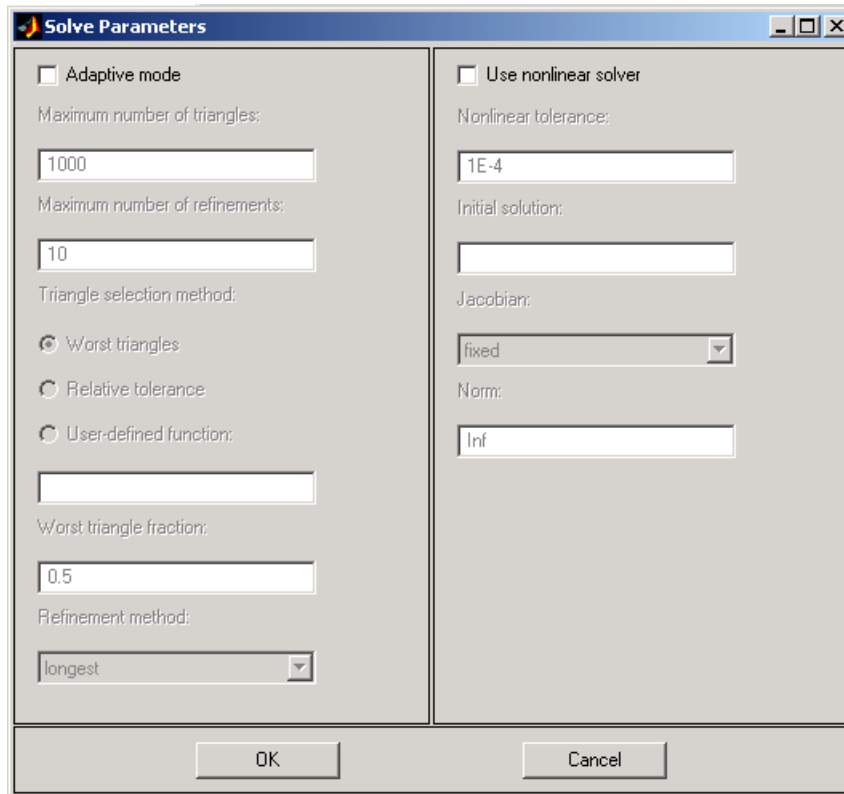 Solve Parameters
Adaptive mode
Maximum number of triangles:
1000
Maximum number of refinements:
10
Triangle selection method:
Worst triangles
Relative tolerance
User-defined function:
Worst triangle fraction:
0.5
Refinement method:
longest
Use nonlinear solver
Nonlinear tolerance:
1E-4
Initial solution:
Jacobian:
fixed
Norm:
Inf
OK
Cancel